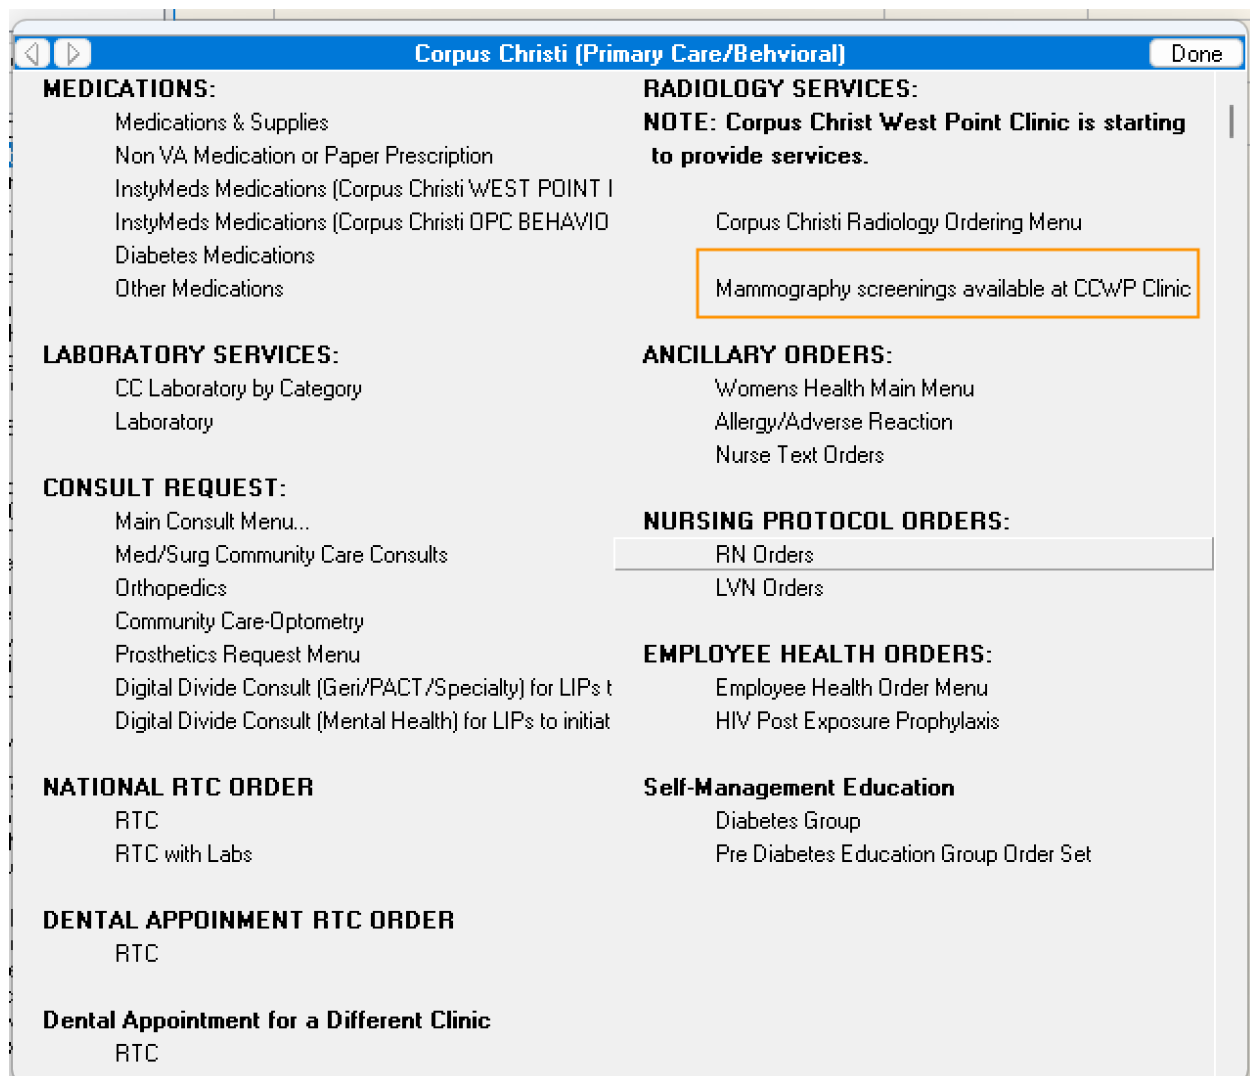 Corpus Christi (Primary Care/Behvioral)
Done
MEDICATIONS:
Medications & Supplies
Non VA Medication or Paper Prescription
InstyMeds Medications (Corpus Christi WEST POINT I
InstyMeds Medications (Corpus Christi OPC BEHAVIO
Diabetes Medications
Other Medications
LABORATORY SERVICES:
CC Laboratory by Category
Laboratory
CONSULT REQUEST:
Main Consult Menu...
Med/Surg Community Care Consults
Orthopedics
Community Care-Optometry
Prosthetics Request Menu
Digital Divide Consult (Geri/PACT/Specialty) for LIPs t
Digital Divide Consult (Mental Health) for LIPs to initiat
NATIONAL RTC ORDER
RTC
RTC with Labs
DENTAL APPOINMENT RTC ORDER
RTC
Dental Appointment for a Different Clinic
RTC
RADIOLOGY SERVICES:
NOTE: Corpus Christ West Point Clinic is starting
to provide services.
Corpus Christi Radiology Ordering Menu
Mammography screenings available at CCWP Clinic
ANCILLARY ORDERS:
Womens Health Main Menu
Allergy/Adverse Reaction
Nurse Text Orders
NURSING PROTOCOL ORDERS:
RN Orders
LVN Orders
EMPLOYEE HEALTH ORDERS:
Employee Health Order Menu
HIV Post Exposure Prophylaxis
Self-Management Education
Diabetes Group
Pre Diabetes Education Group Order Set